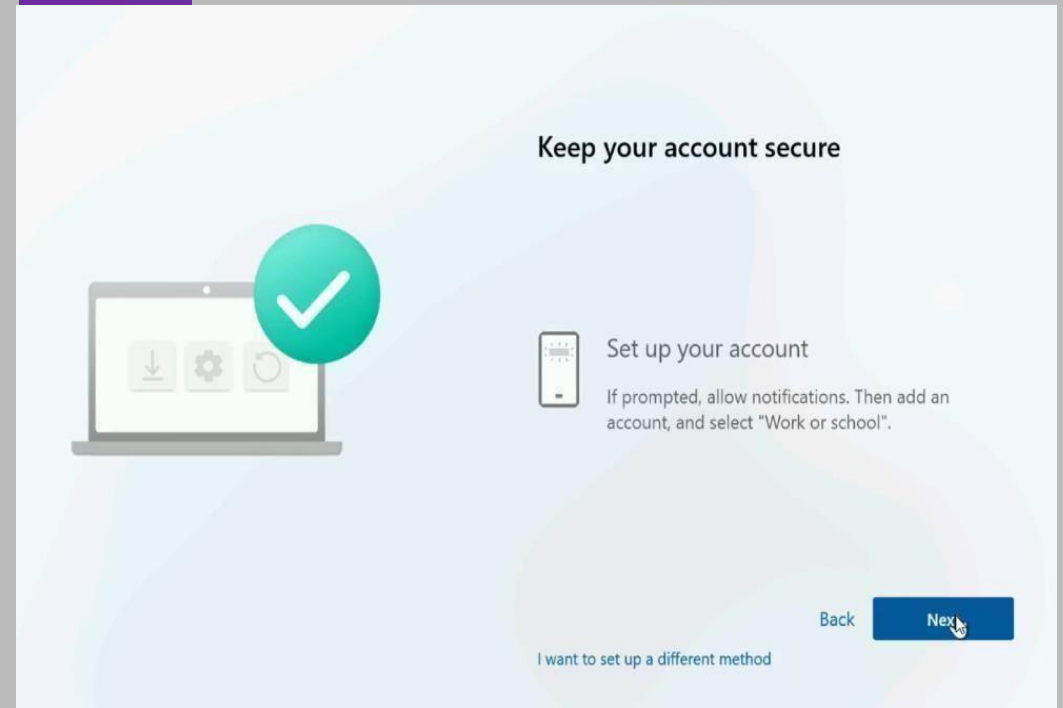 Keep your account secure
Set up your account
If prompted, allow notifications. Then add an
account, and select "Work or school".
Back
Next
I want to set up a different method